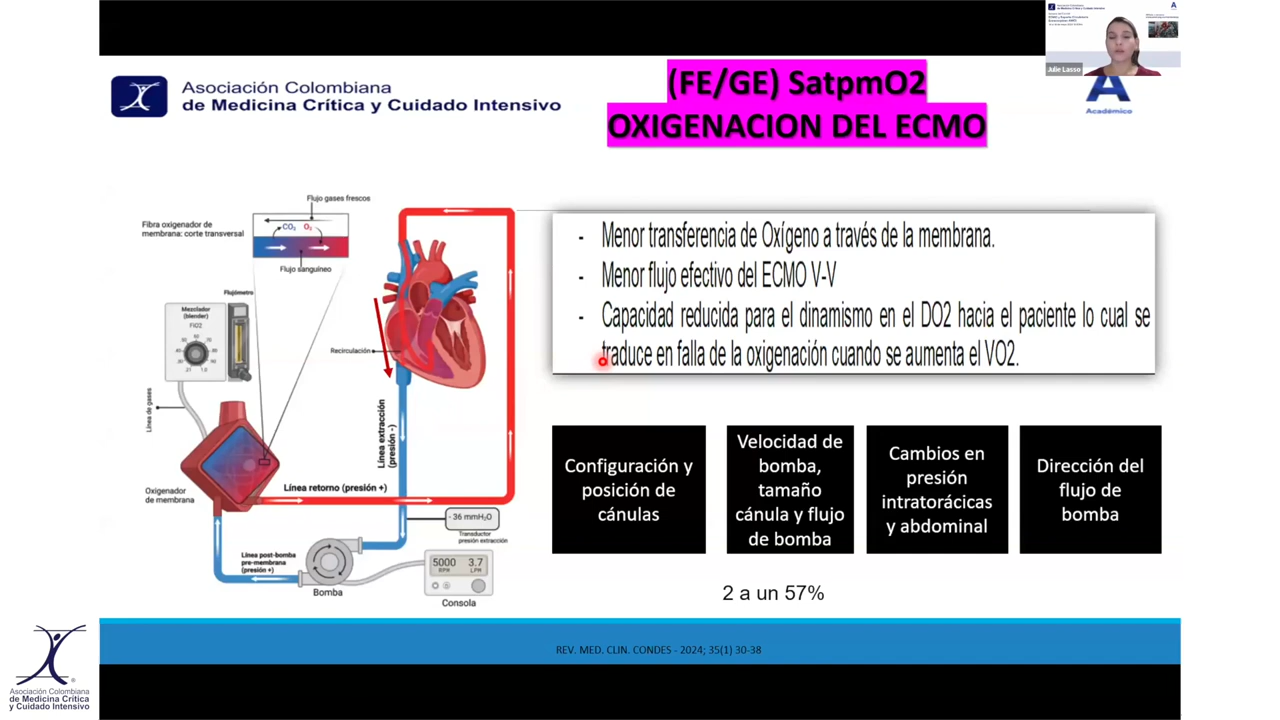 Asociación Colombiana
de Medicina Crítica y Cuidado Intensivo
(FE/GE) SatpmO2
OXIGENACION DEL ECMO
Julie Lasso
A
Académico
Flujo gases frescos
Fibra oxigenador de
membrana: corte transversal
CO₂ O₂
Flujo sanguíneo
Flujómetro
Mezclador
(blender)
FiO2
Recirculación
Línea de gases
Línea extracción
(presión -)
Oxigenador
de membrana
Línea retorno (presión +)
- 36 mmH₂O
Transductor
presión extracción
Línea post-bomba
pre-membrana
(presión +)
Bomba
5000 3.7
RPM LPM
Consola
- Menor transferencia de Oxígeno a través de la membrana.
- Menor flujo efectivo del ECMO V-V
- Capacidad reducida para el dinamismo en el DO2 hacia el paciente lo cual se
traduce en falla de la oxigenación cuando se aumenta el VO2.
Configuración y
posición de
cánulas
Velocidad de
bomba,
tamaño
cánula y flujo
de bomba
Cambios en
presión
intratorácicas
y abdominal
Dirección del
flujo de
bomba
2 a un 57%
REV. MED. CLIN. CONDES - 2024; 35(1) 30-38
Asociación Colombiana
de Medicina Crítica
y Cuidado Intensivo